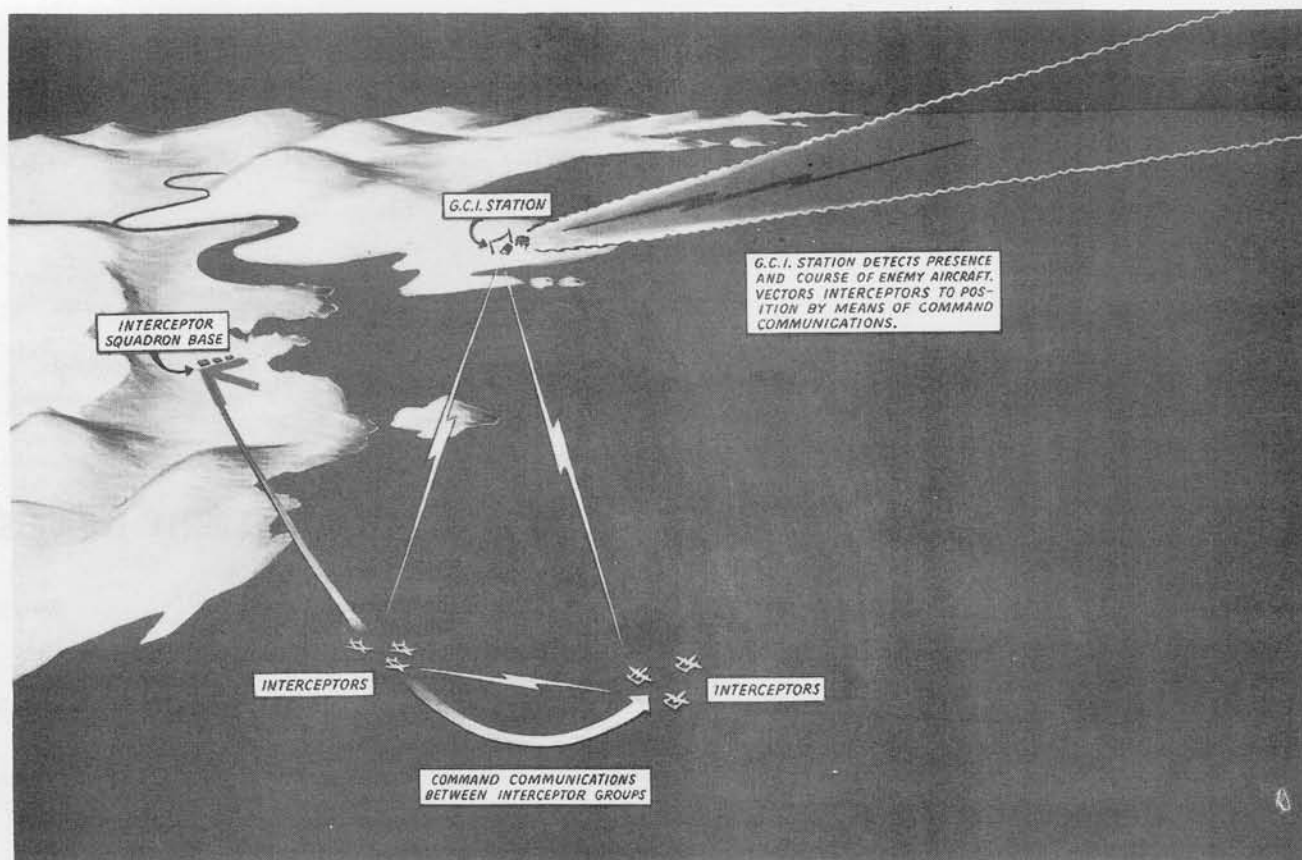 G.C.I. STATION
G.C.I. STATION DETECTS PRESENCE
AND COURSE OF ENEMY AIRCRAFT.
VECTORS INTERCEPTORS TO POS-
ITION BY MEANS OF COMMAND
COMMUNICATIONS.
INTERCEPTOR
SQUADRON BASE
INTERCEPTORS
INTERCEPTORS
COMMAND COMMUNICATIONS
BETWEEN INTERCEPTOR GROUPS